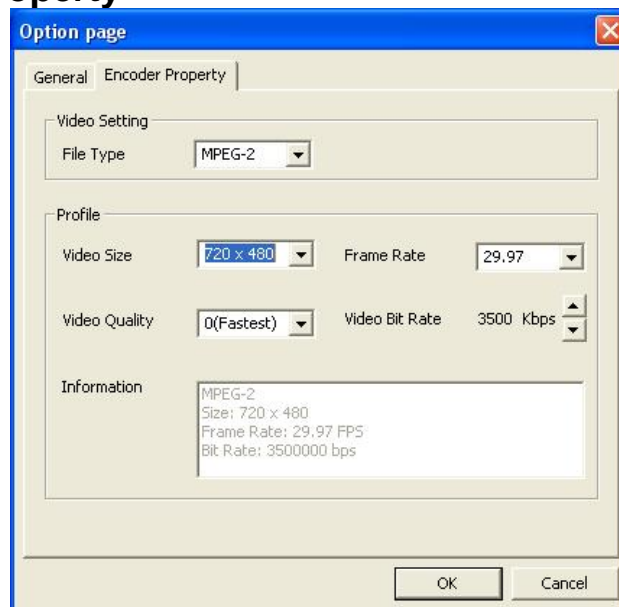 operty
Option page
General Encoder Property
Video Setting
File Type MPEG-2
Profile
Video Size 720 x 480 Frame Rate 29.97
Video Quality 0(Fastest) Video Bit Rate 3500 Kbps
Information
MPEG-2
Size: 720 x 480
Frame Rate: 29.97 FPS
Bit Rate: 3500000 bps
OK Cancel